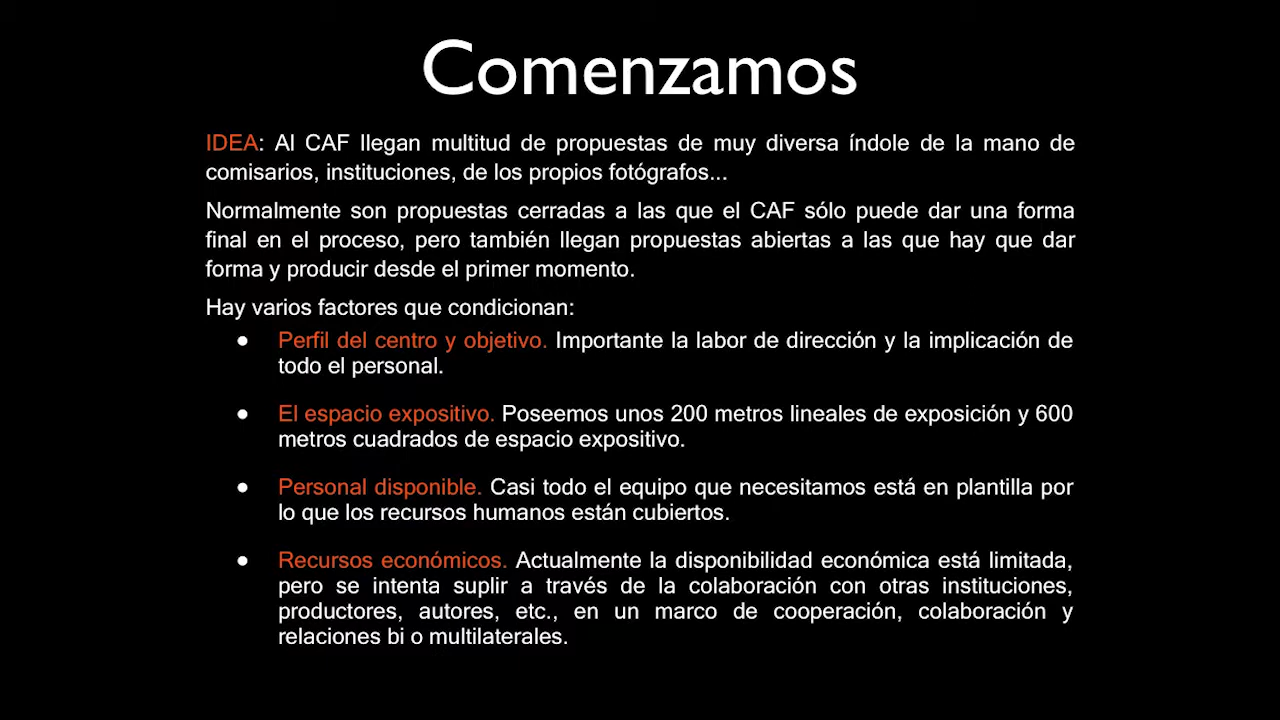 Comenzamos
IDEA: Al CAF llegan multitud de propuestas de muy diversa índole de la mano de
comisarios, instituciones, de los propios fotógrafos...
Normalmente son propuestas cerradas a las que el CAF sólo puede dar una forma
final en el proceso, pero también llegan propuestas abiertas a las que hay que dar
forma y producir desde el primer momento.
Hay varios factores que condicionan:
● Perfil del centro y objetivo. Importante la labor de dirección y la implicación de
todo el personal.
● El espacio expositivo. Poseemos unos 200 metros lineales de exposición y 600
metros cuadrados de espacio expositivo.
● Personal disponible. Casi todo el equipo que necesitamos está en plantilla por
lo que los recursos humanos están cubiertos.
● Recursos económicos. Actualmente la disponibilidad económica está limitada,
pero se intenta suplir a través de la colaboración con otras instituciones,
productores, autores, etc., en un marco de cooperación, colaboración y
relaciones bi o multilaterales.